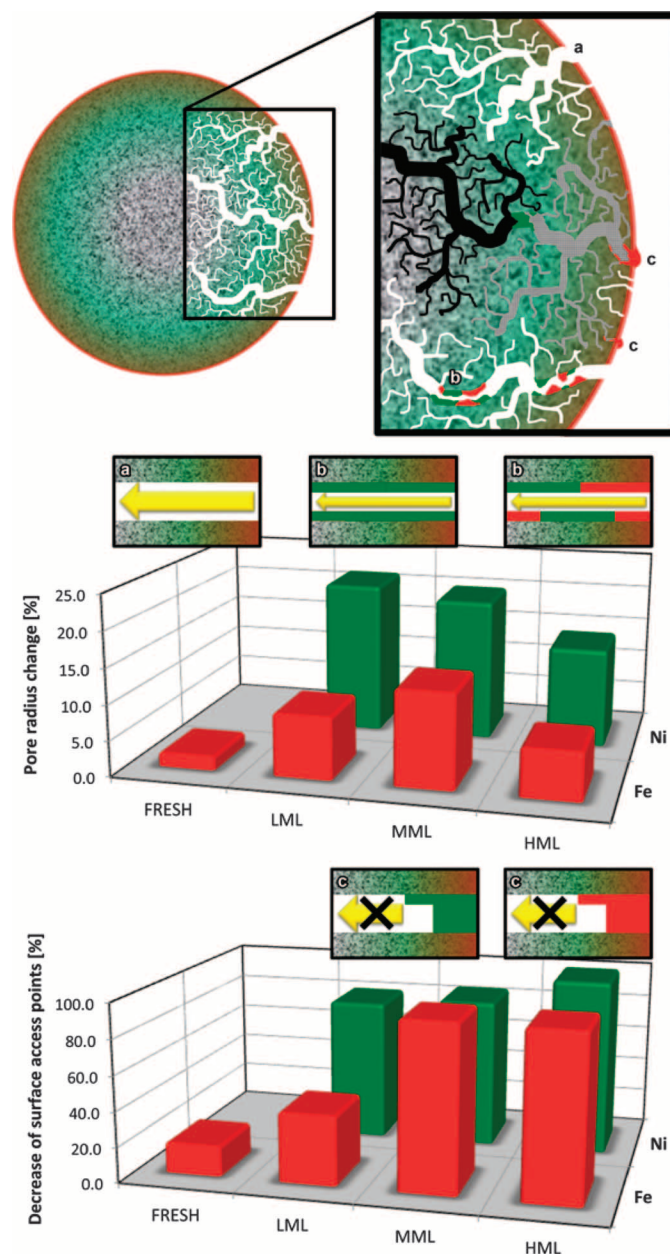 a
c
c
b
a
b
b
Pore radius change [%]
25.0
20.0
15.0
10.0
5.0
0.0
FRESH
LML
MML
HML
Ni
Fe
c
c
Decrease of surface access points [%]
100.0
80.0
60.0
40.0
20.0
0.0
FRESH
LML
MML
HML
Ni
Fe